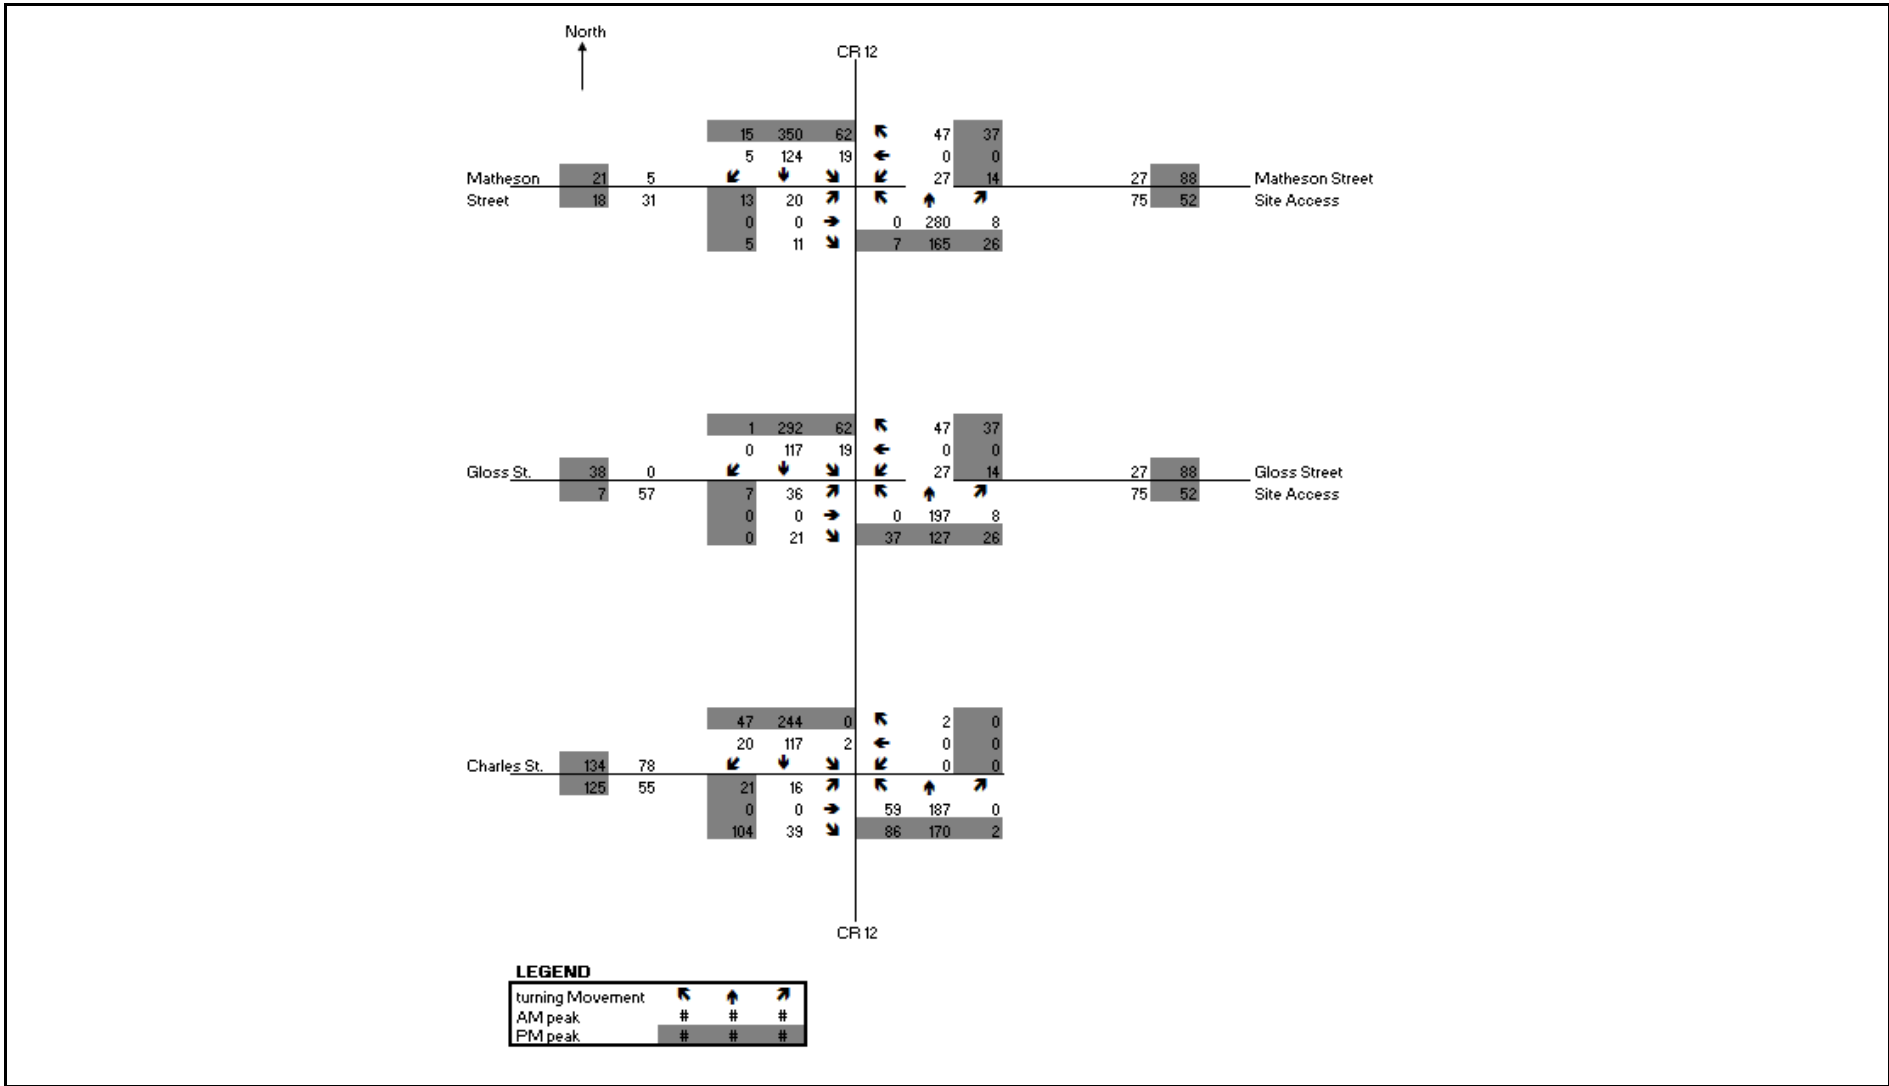 North
CR 12
15 350 62 47 37
5 124 19 0 0
Matheson 21 5 27 14 27 88 Matheson Street
Street 18 31 13 20 75 52 Site Access
0 0 0 280 8
5 11 7 165 26
1 292 62 47 37
0 117 19 0 0
Gloss St. 38 0 27 14 27 88 Gloss Street
7 57 7 36 75 52 Site Access
0 0 0 197 8
0 21 37 127 26
47 244 0 2 0
20 117 2 0 0
Charles St. 134 78 0 0
125 55 21 16
0 0 59 187 0
104 39 86 170 2
CR 12
LEGEND
turning Movement
AM peak # # #
PM peak # # #